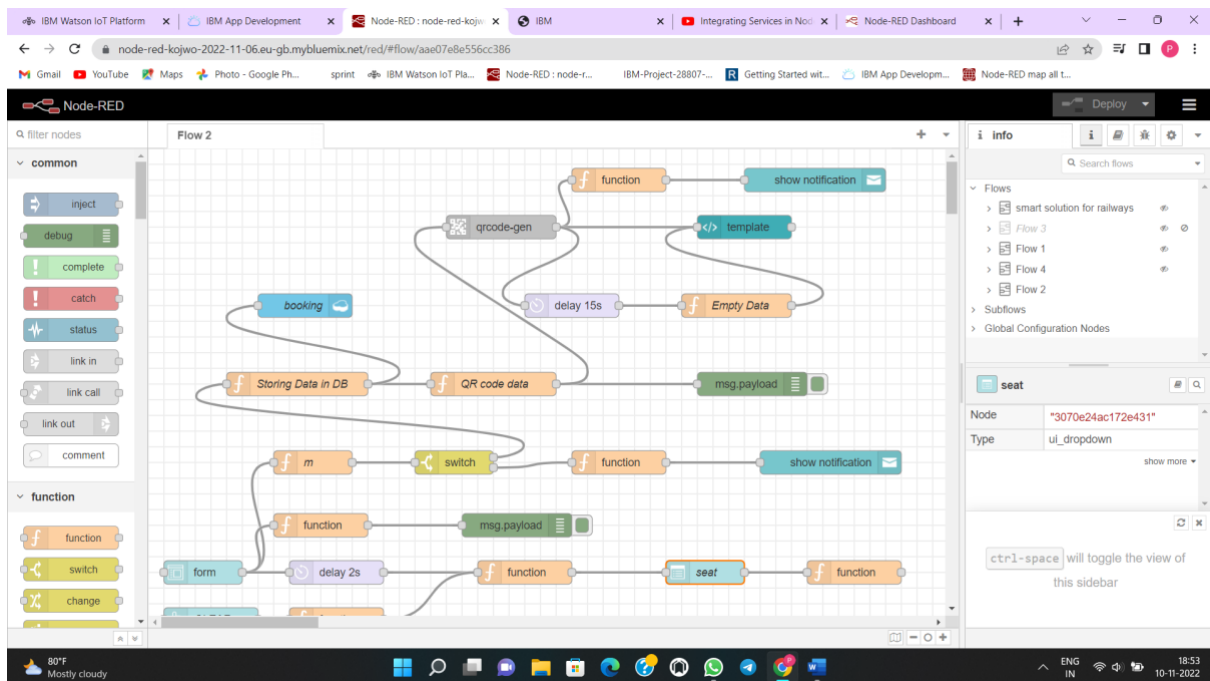 IBM Watson IoT Platform
IBM App Development
Node-RED : node-red-kojw
IBM
Integrating Services in Nod
Node-RED Dashboard
node-red-kojwo-2022-11-06.eu-gb.mybluemix.net/red/#flow/aae07e8e556cc386
P
Gmail
YouTube
Maps
Photo - Google Ph...
sprint
IBM Watson IoT Pla...
Node-RED : node-r...
IBM-Project-28807-...
Getting Started wit...
IBM App Developm...
Node-RED map all t...
Node-RED
Deploy
filter nodes
Flow 2
info
common
Search flows
inject
debug
complete
catch
status
link in
link call
link out
comment
function
function
switch
change
function
show notification
qrcode-gen
template
booking
delay 15s
Empty Data
Storing Data in DB
QR code data
msg.payload
m
switch
function
show notification
function
msg.payload
form
delay 2s
function
seat
function
Flows
smart solution for railways
Flow 3
Flow 1
Flow 4
Flow 2
Subflows
Global Configuration Nodes
seat
Node
"3070e24ac172e431"
Type
ui_dropdown
show more
ctrl-space will toggle the view of
this sidebar
80°F
Mostly cloudy
ENG
IN
18:53
10-11-2022